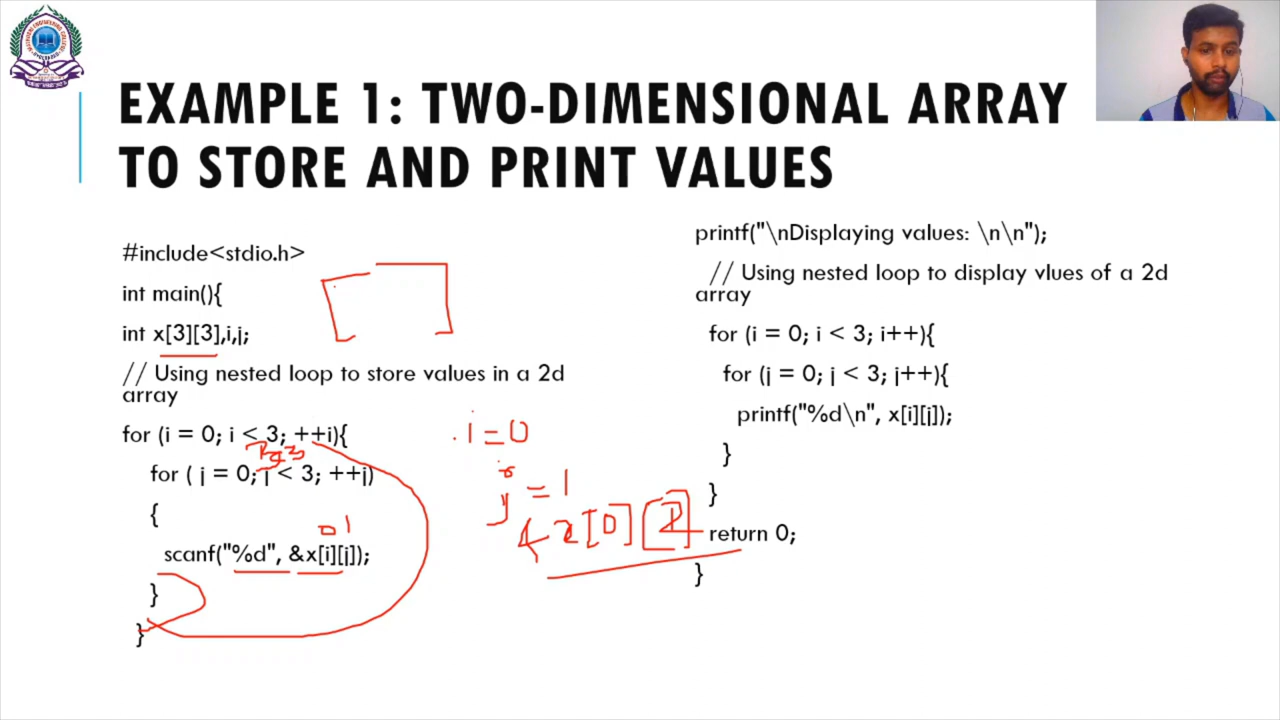 EXAMPLE 1: TWO-DIMENSIONAL ARRAY
TO STORE AND PRINT VALUES
#include<stdio.h>
int main(){
int x[3][3],i,j;
// Using nested loop to store values in a 2d
array
for (i = 0; i < 3; ++i){
for ( j = 0; j < 3; ++j)
{
scanf("%d", &x[i][j]);
}
}
0 1
i = 0
j = 1
printf("\nDisplaying values: \n\n");
// Using nested loop to display vlues of a 2d
array
for (i = 0; i < 3; i++){
for (j = 0; j < 3; j++){
printf("%d\n", x[i][j]);
}
}
return 0;
}